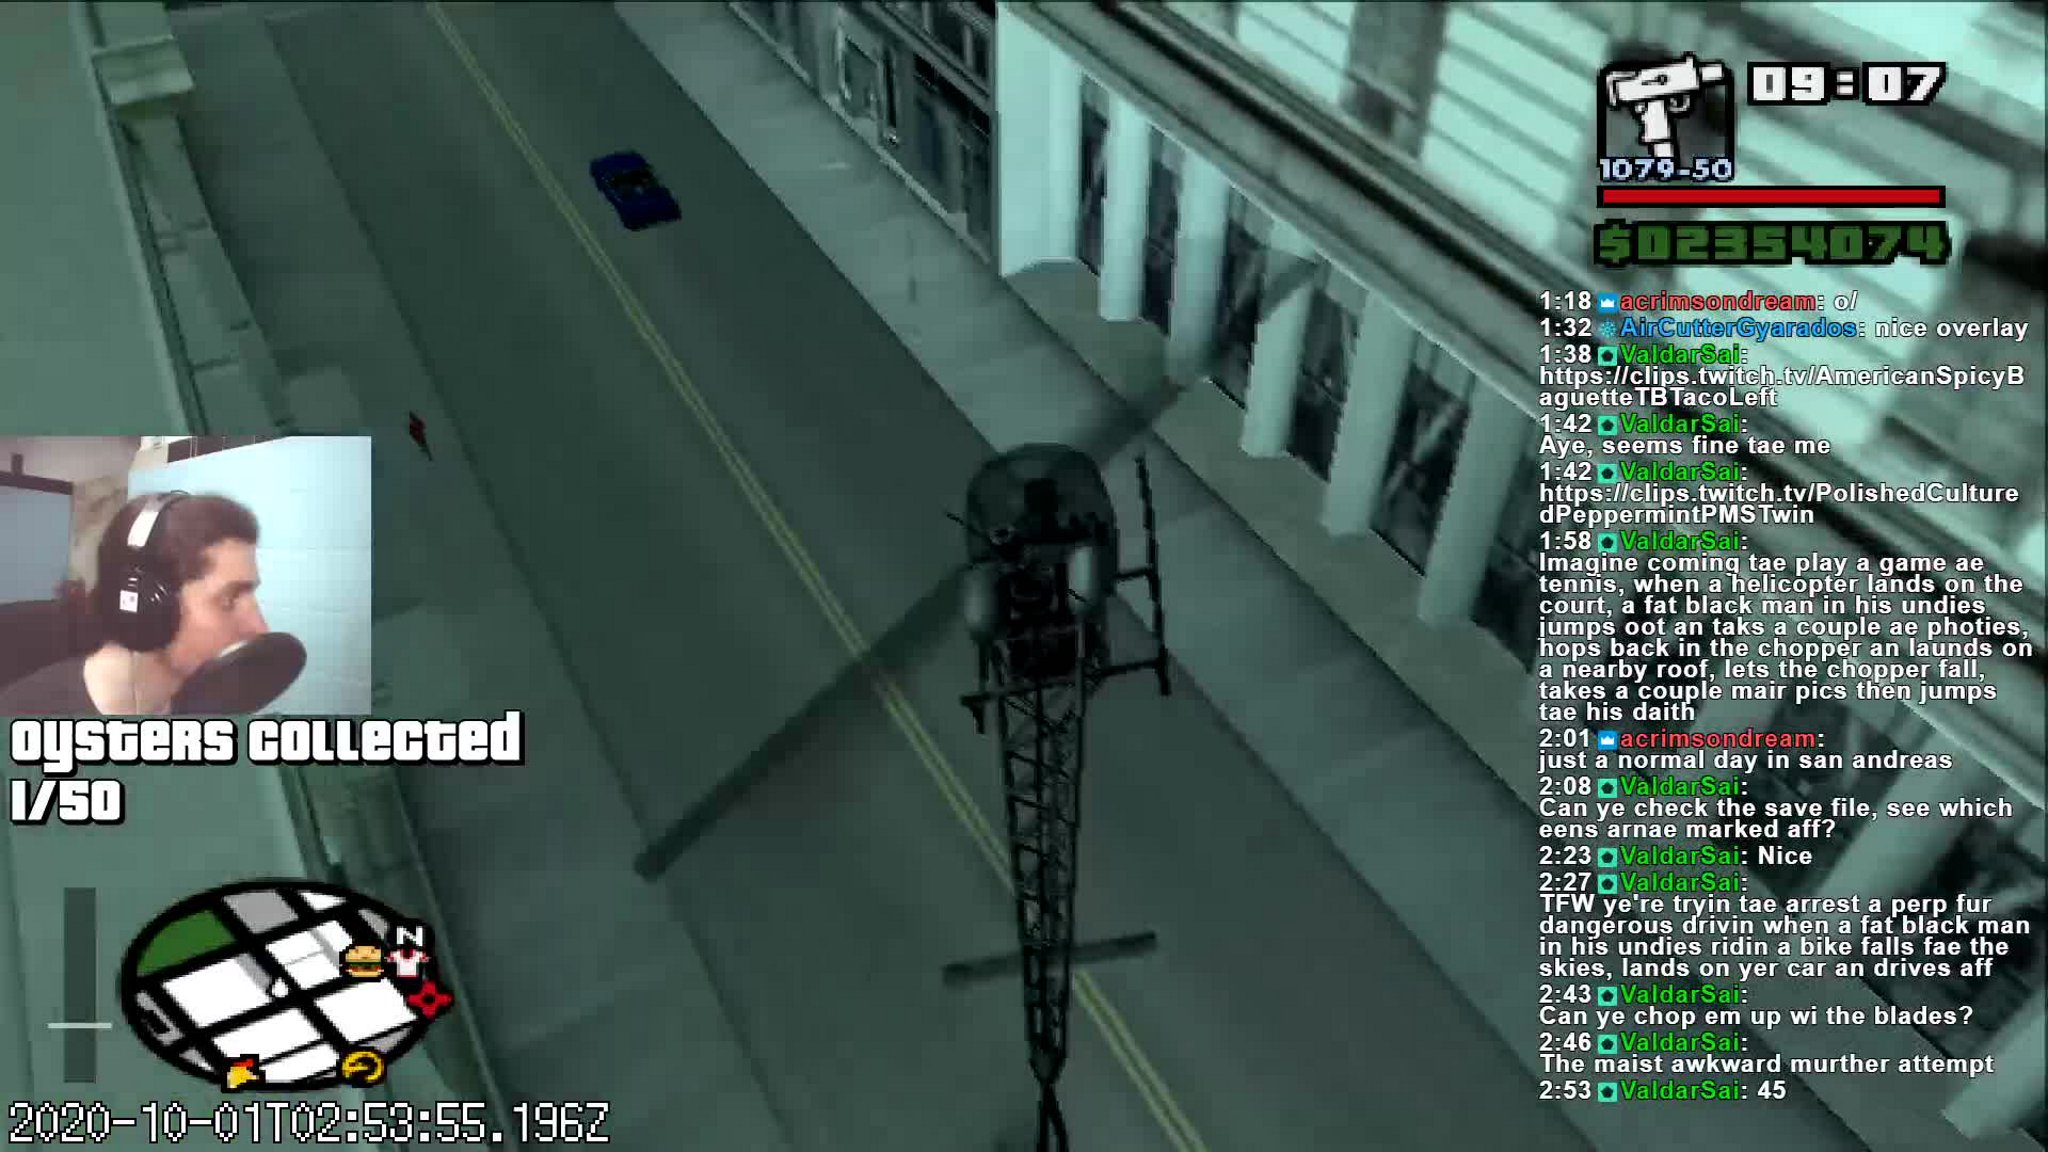 09:07
1079-50
$02354074
1:18 acrimsondream: o/
1:32 AirCutterGyarados: nice overlay
1:38 ValdarSai:
https://clips.twitch.tv/AmericanSpicyB
aguetteTBTacoLeft
1:42 ValdarSai:
Aye, seems fine tae me
1:42 ValdarSai:
https://clips.twitch.tv/PolishedCulture
dPeppermintPMSTwin
1:58 ValdarSai:
Imagine coming tae play a game ae
tennis, when a helicopter lands on the
court, a fat black man in his undies
jumps oot an taks a couple ae photies,
hops back in the chopper an launds on
a nearby roof, lets the chopper fall,
takes a couple mair pics then jumps
tae his daith
2:01 acrimsondream:
just a normal day in san andreas
2:08 ValdarSai:
Can ye check the save file, see which
eens arnae marked aff?
2:23 ValdarSai: Nice
2:27 ValdarSai:
TFW ye're tryin tae arrest a perp fur
dangerous drivin when a fat black man
in his undies ridin a bike falls fae the
skies, lands on yer car an drives aff
2:43 ValdarSai:
Can ye chop em up wi the blades?
2:46 ValdarSai:
The maist awkward murther attempt
2:53 ValdarSai: 45
OYSTERS COLLECTED
1/50
N
2020-10-01T02:53:55.196Z